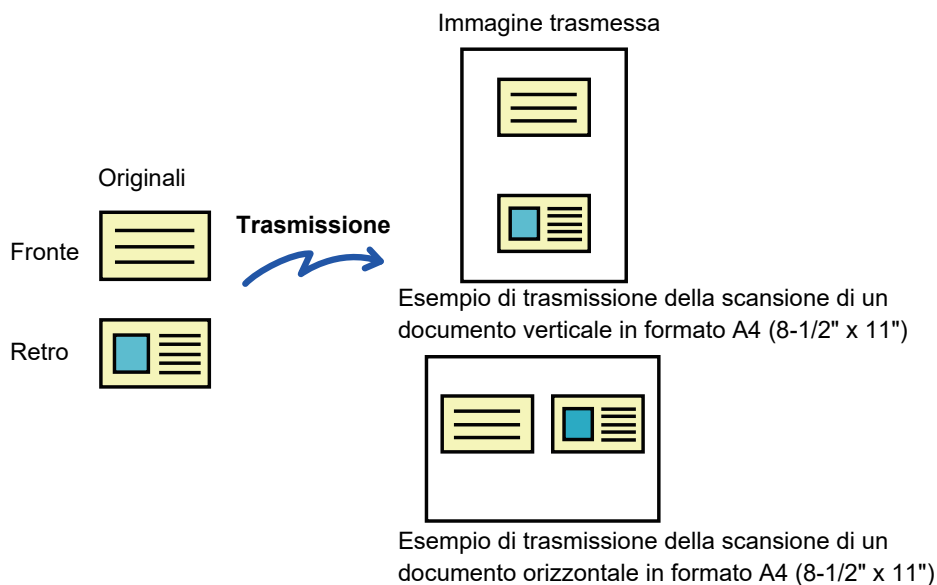 Immagine trasmessa
Originali
Trasmissione
Fronte
Retro
Esempio di trasmissione della scansione di un
documento verticale in formato A4 (8-1/2" x 11")
Esempio di trasmissione della scansione di un
documento orizzontale in formato A4 (8-1/2" x 11")